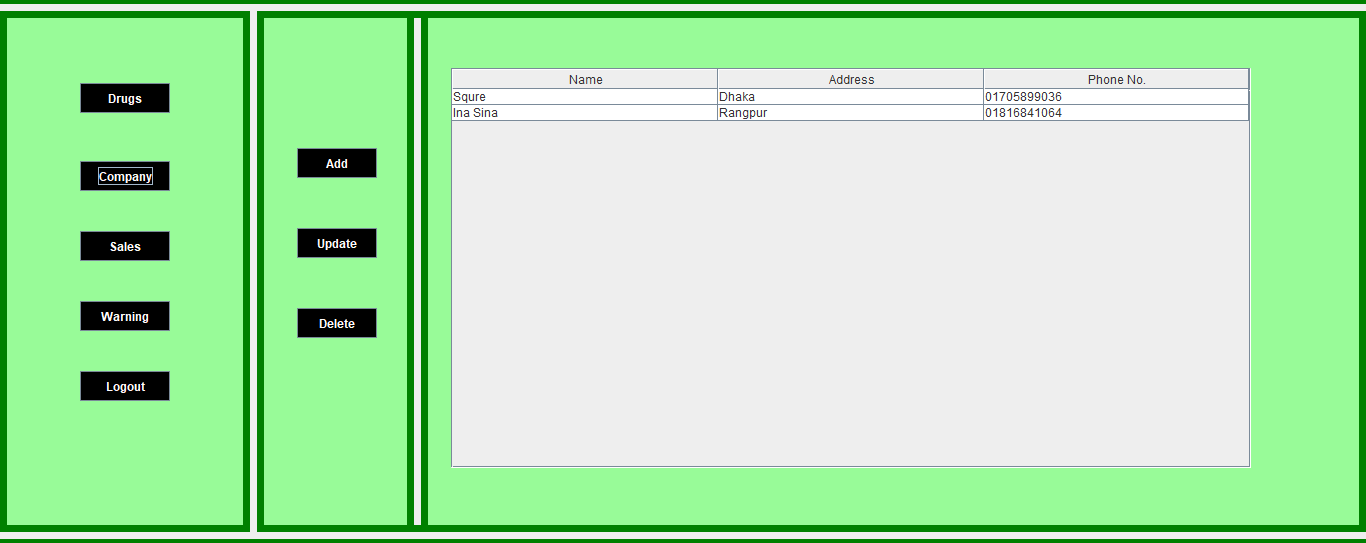 Drugs
Company
Sales
Warning
Logout
Add
Update
Delete
Name Address Phone No.
Squre Dhaka 01705899036
Ina Sina Rangpur 01816841064